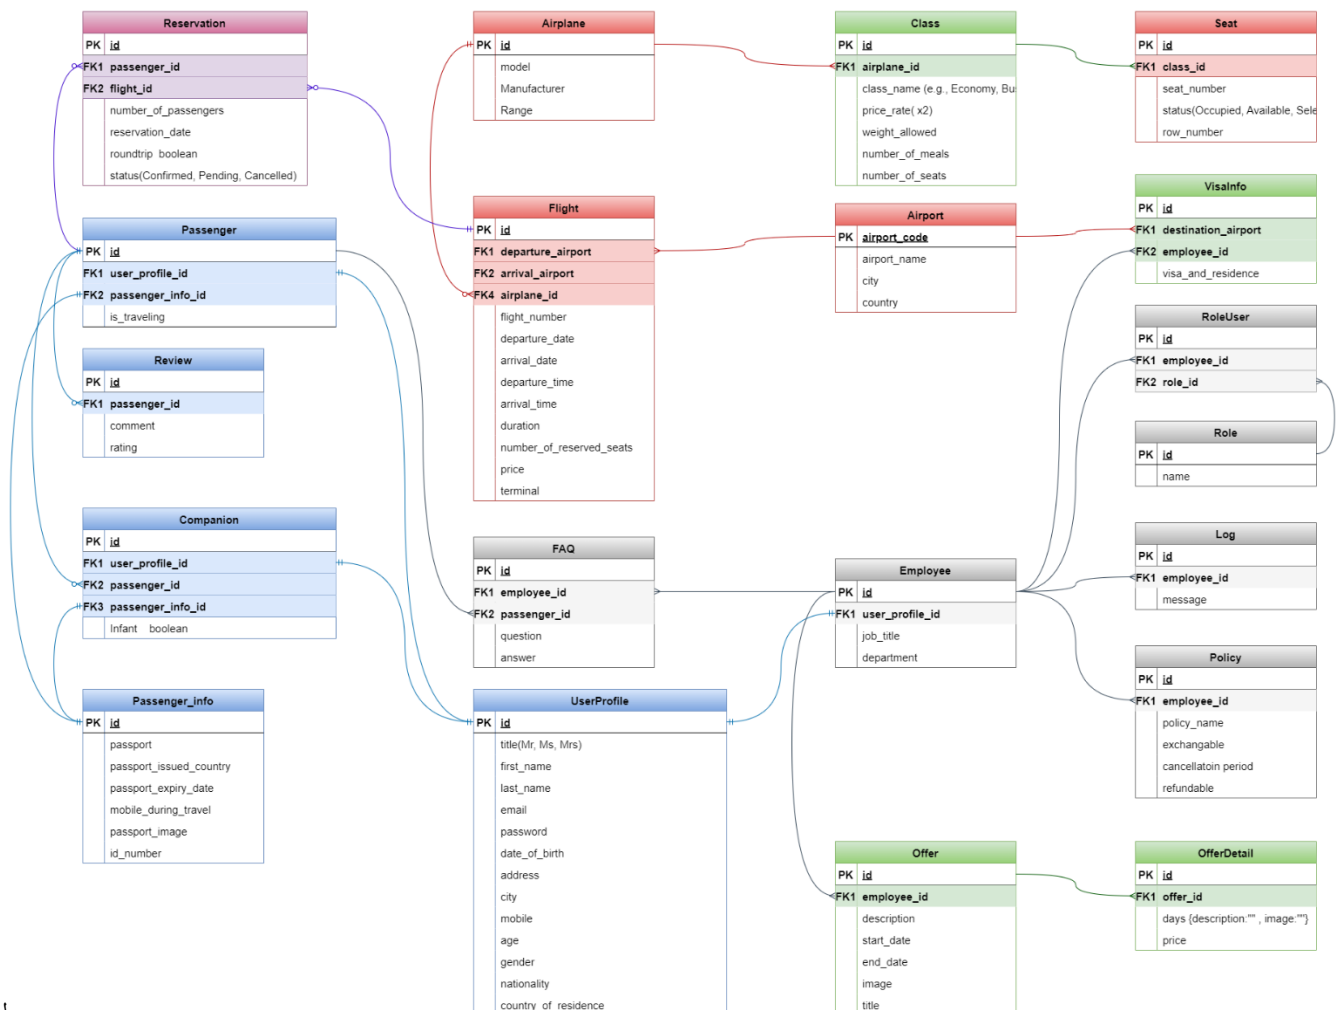 Reservation
PK id
FK1 passenger_id
FK2 flight_id
number_of_passengers
reservation_date
roundtrip boolean
status(Confirmed, Pending, Cancelled)
Airplane
PK id
model
Manufacturer
Range
Class
PK id
FK1 airplane_id
class_name (e.g., Economy, Bu
price_rate( x2)
weight_allowed
number_of_meals
number_of_seats
Seat
PK id
FK1 class_id
seat_number
status(Occupied, Available, Sele
row_number
Passenger
PK id
FK1 user_profile_id
FK2 passenger_info_id
is_traveling
Flight
PK id
FK1 departure_airport
FK2 arrival_airport
FK4 airplane_id
flight_number
departure_date
arrival_date
departure_time
arrival_time
duration
number_of_reserved_seats
price
terminal
Airport
PK airport_code
airport_name
city
country
VisaInfo
PK id
FK1 destination_airport
FK2 employee_id
visa_and_residence
RoleUser
PK id
FK1 employee_id
FK2 role_id
Review
PK id
FK1 passenger_id
comment
rating
Role
PK id
name
Companion
PK id
FK1 user_profile_id
FK2 passenger_id
FK3 passenger_info_id
Infant boolean
FAQ
PK id
FK1 employee_id
FK2 passenger_id
question
answer
Employee
PK id
FK1 user_profile_id
job_title
department
Log
PK id
FK1 employee_id
message
Policy
PK id
FK1 employee_id
policy_name
exchangable
cancellatoin period
refundable
Passenger_info
PK id
passport
passport_issued_country
passport_expiry_date
mobile_during_travel
passport_image
id_number
UserProfile
PK id
title(Mr, Ms, Mrs)
first_name
last_name
email
password
date_of_birth
address
city
mobile
age
gender
nationality
country_of_residence
Offer
PK id
FK1 employee_id
description
start_date
end_date
image
title
OfferDetail
PK id
FK1 offer_id
days {description:"" , image:""}
price
t